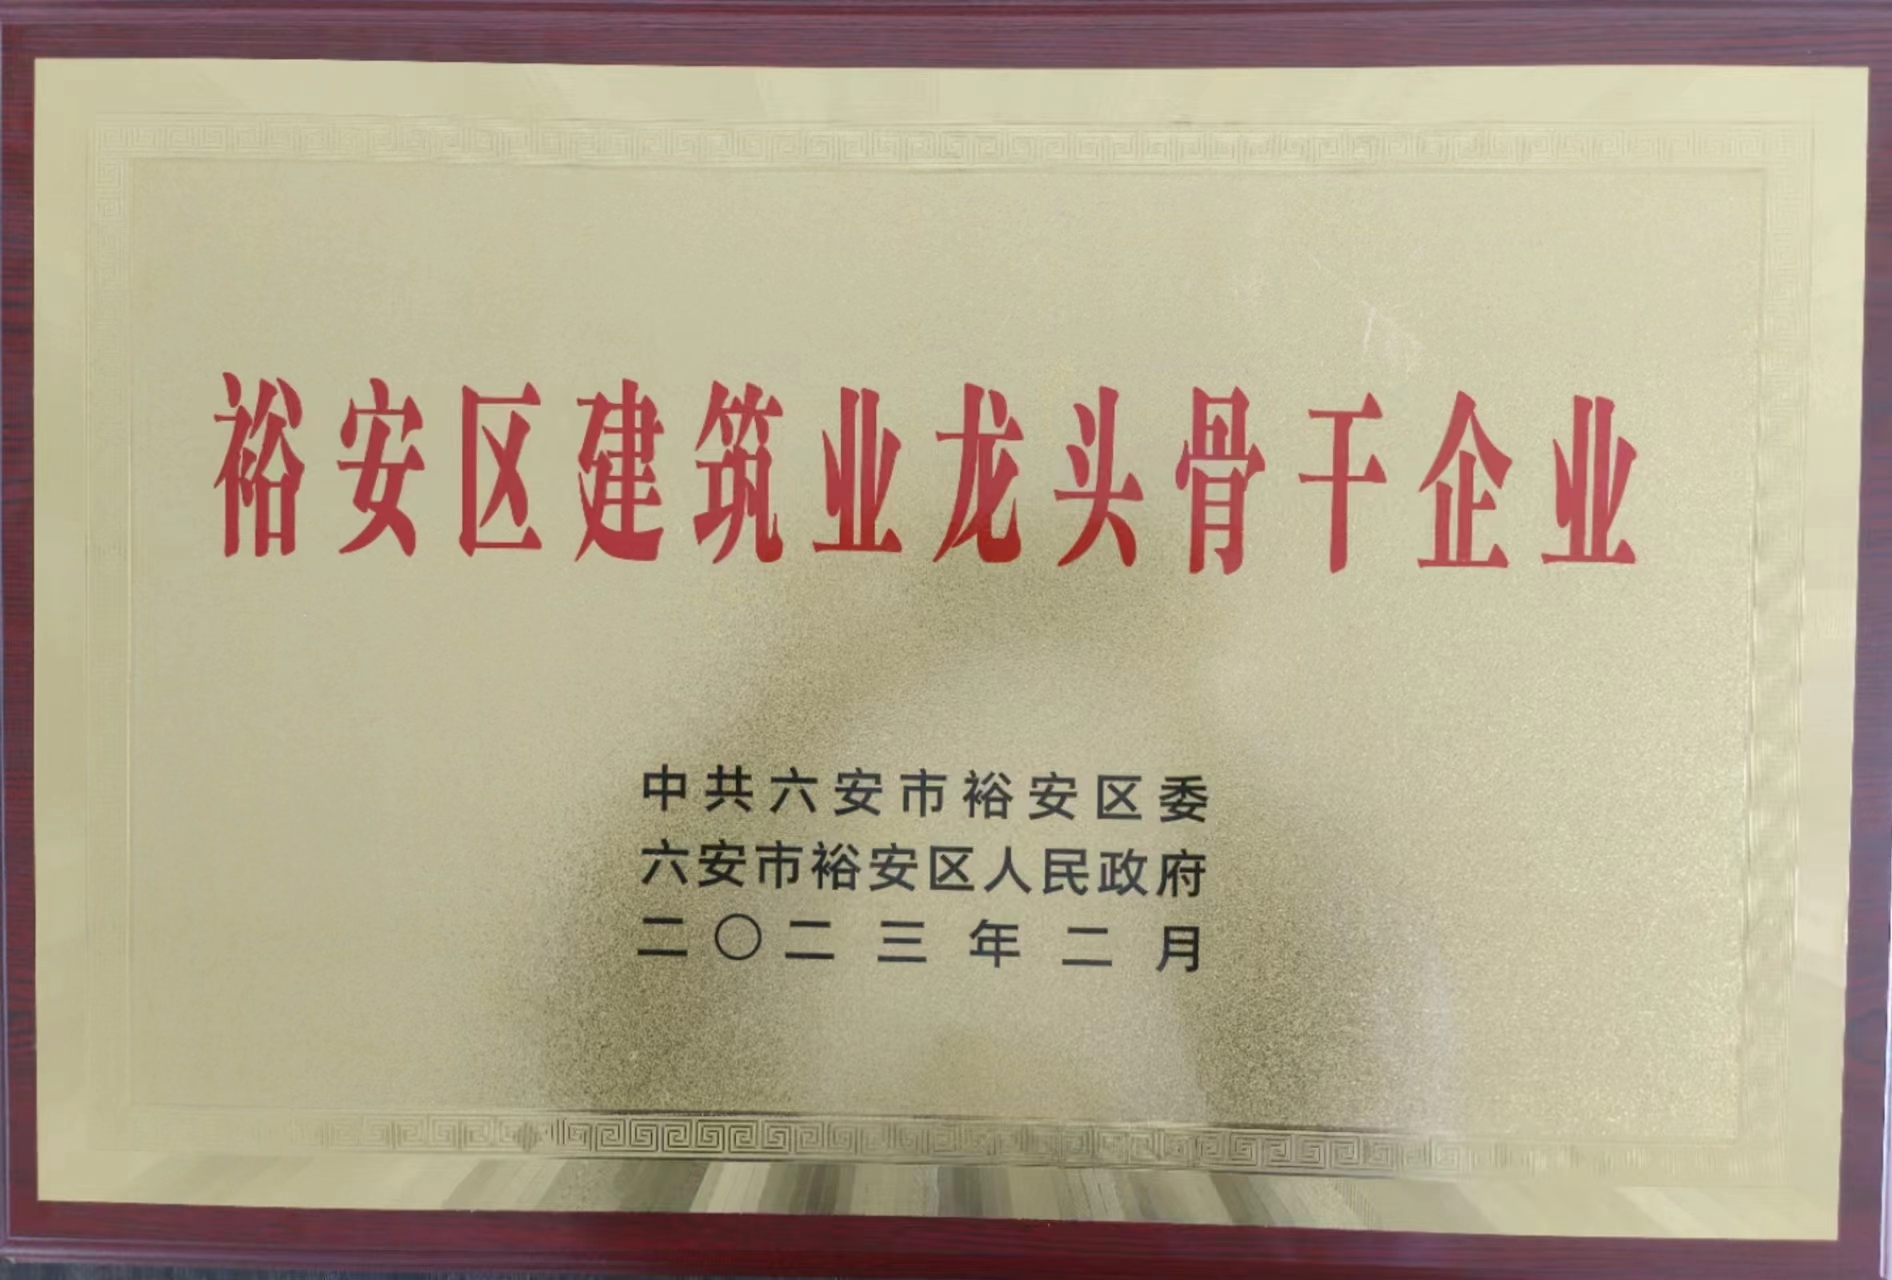 裕安区建筑业龙头骨干企业
中共六安市裕安区委
六安市裕安区人民政府
二〇二三年二月